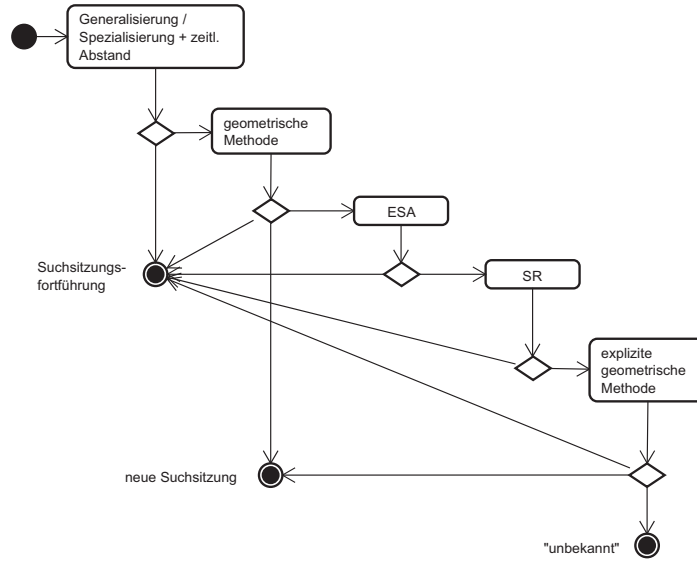 Generalisierung /
Spezialisierung + zeitl.
Abstand
geometrische
Methode
ESA
Suchsitzungs-
fortführung
SR
explizite
geometrische
Methode
neue Suchsitzung
"unbekannt"